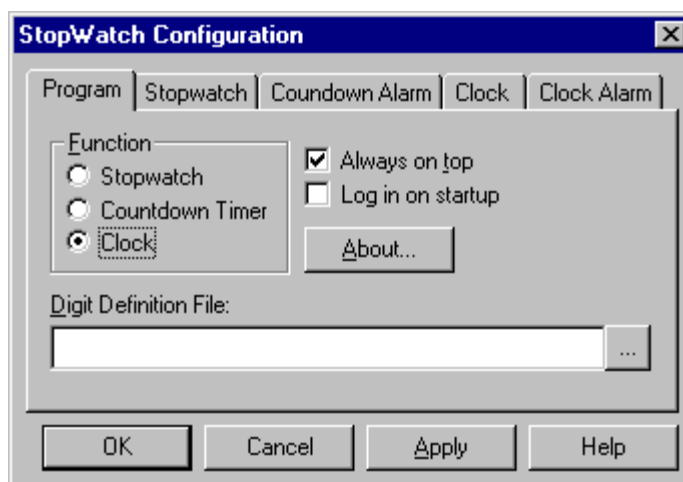 StopWatch Configuration
Program Stopwatch Coundown Alarm Clock Clock Alarm
Function
Stopwatch
Countdown Timer
Clock
Always on top
Log in on startup
About...
Digit Definition File:
...
OK Cancel Apply Help